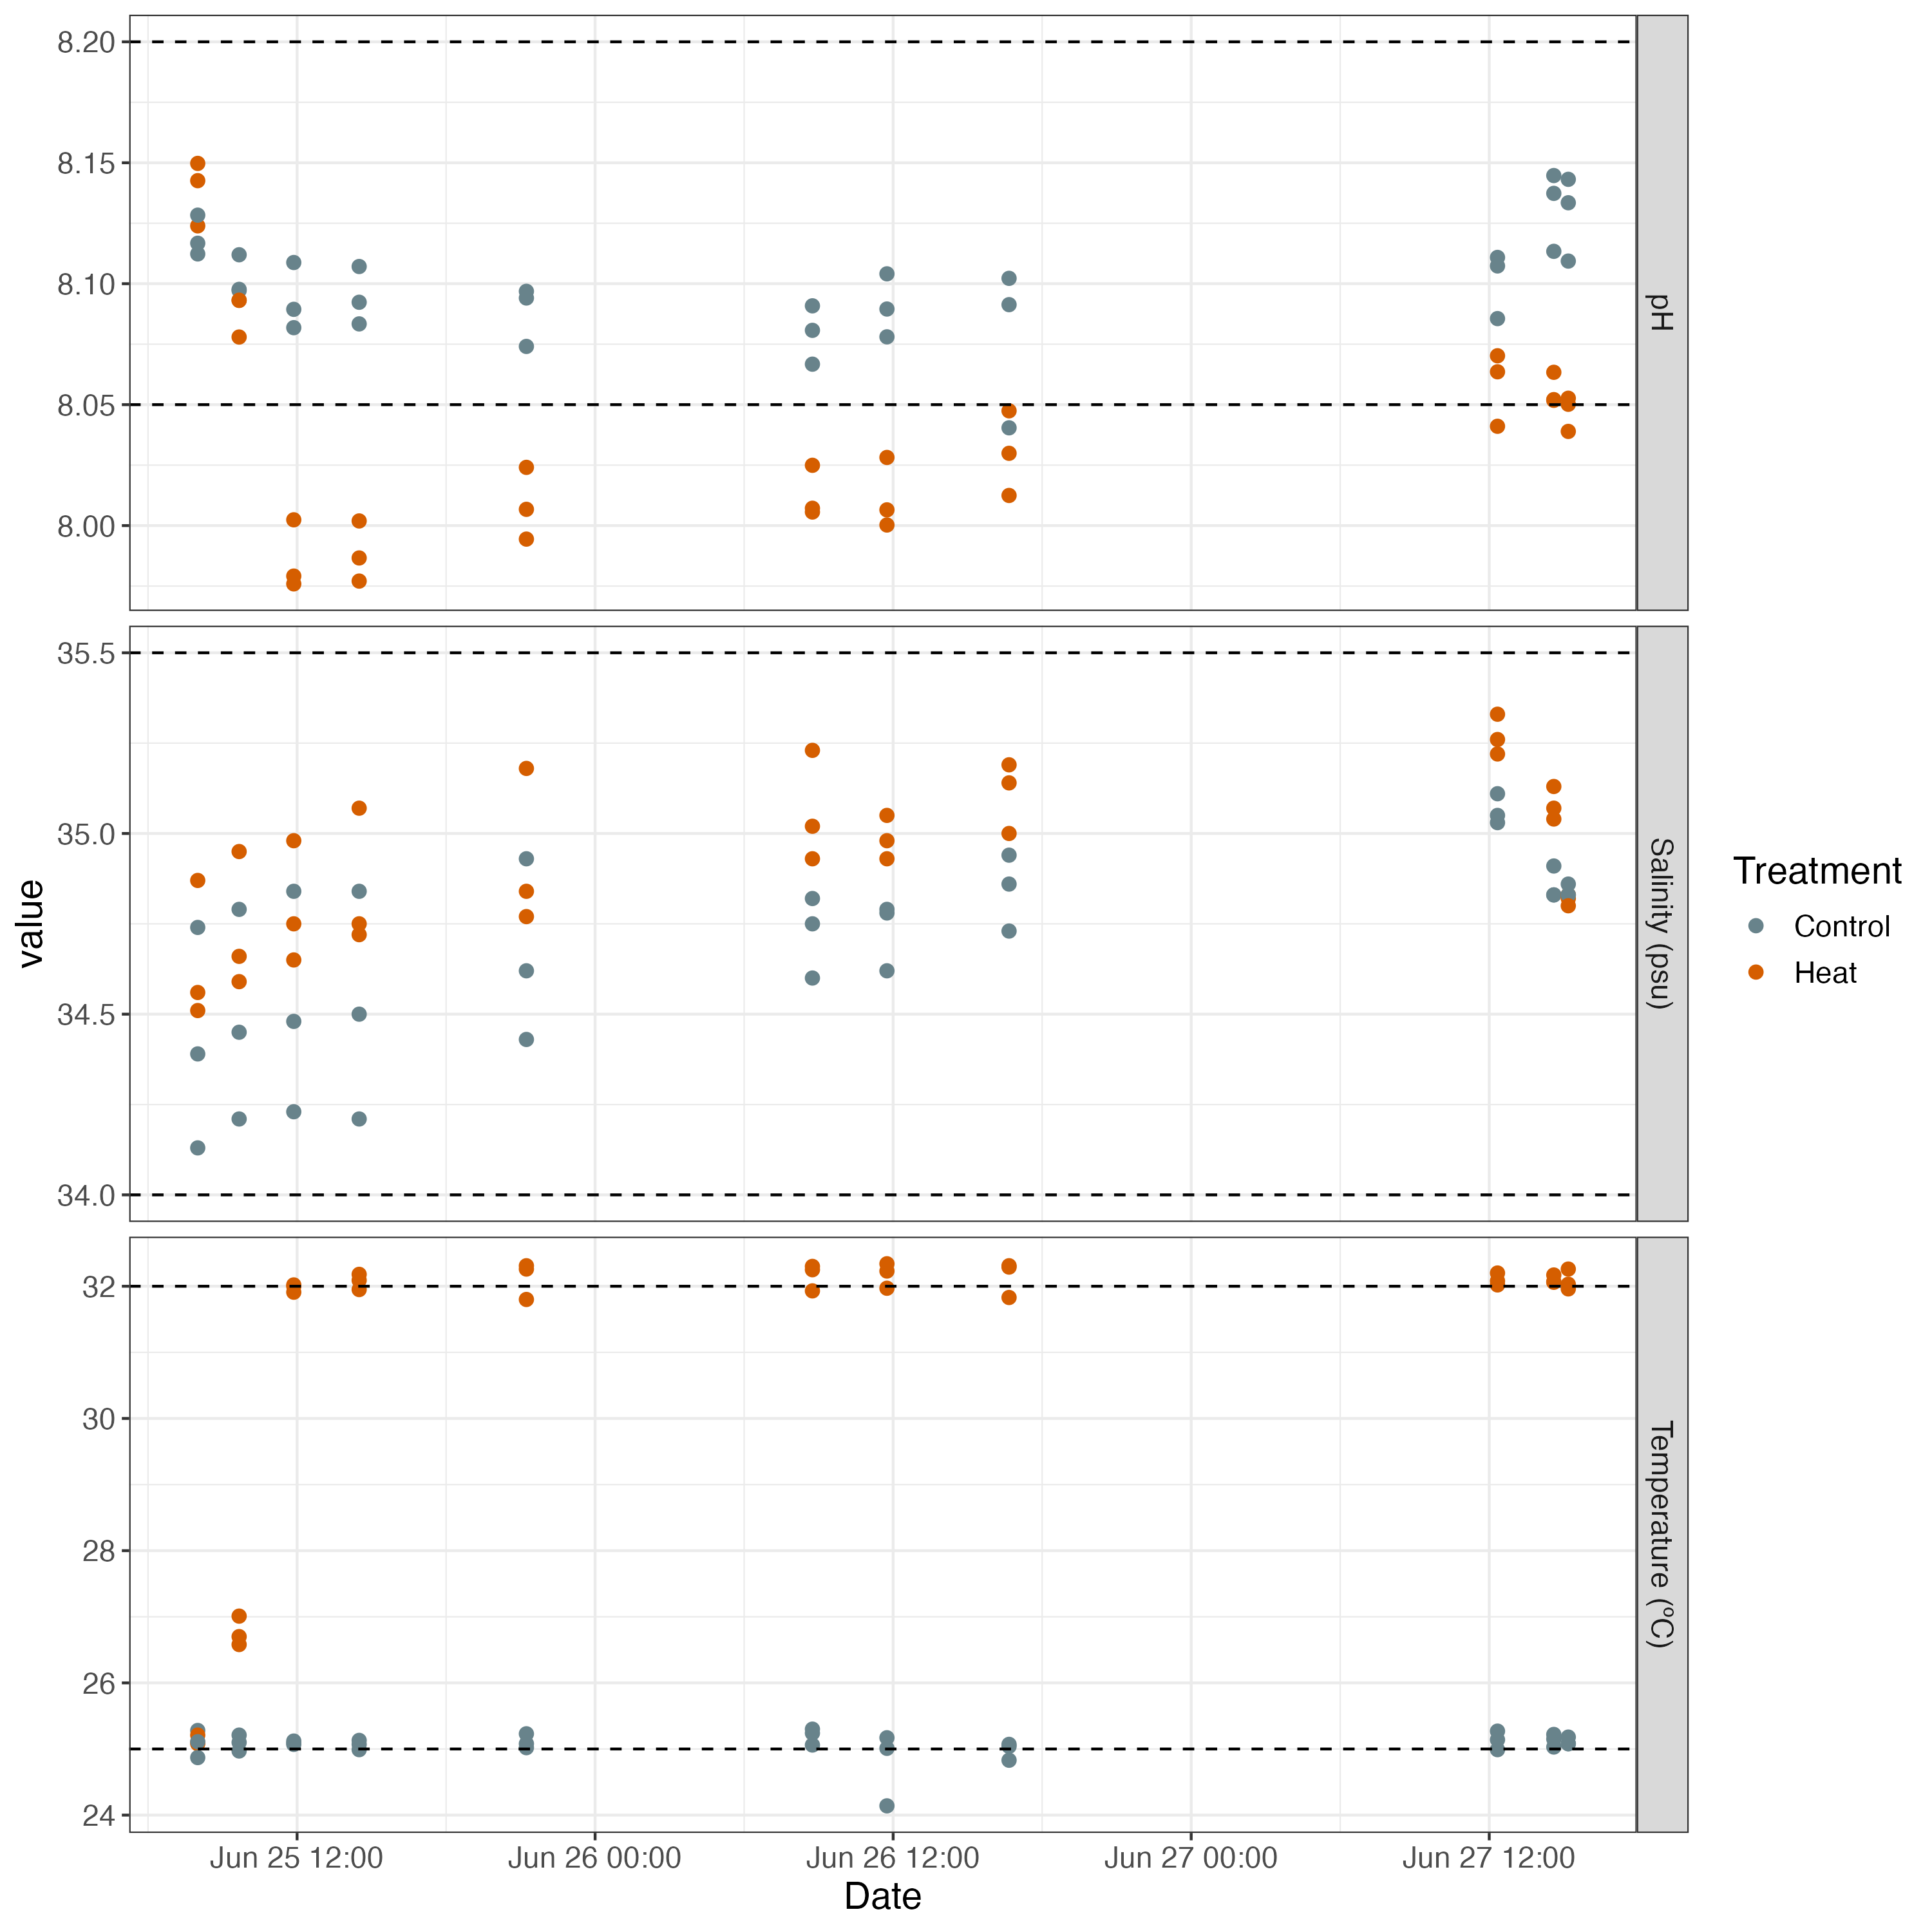 8.20
8.15
8.10
8.05
8.00
pH
35.5
35.0
34.5
34.0
Salinity (psu)
32
30
28
26
24
Temperature (ºC)
value
Jun 25 12:00 Jun 26 00:00 Jun 26 12:00 Jun 27 00:00 Jun 27 12:00
Date
Treatment
Control
Heat